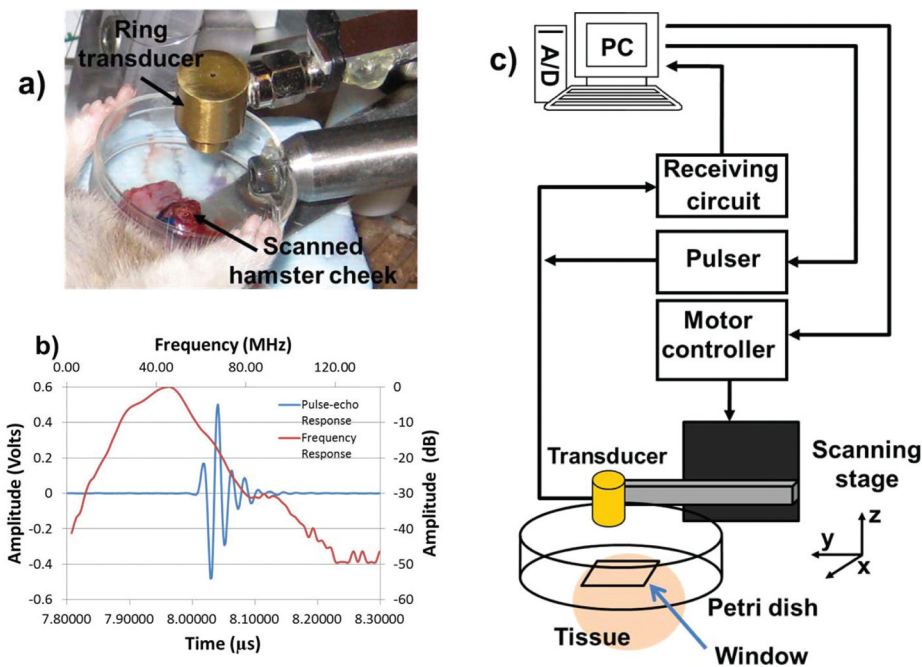 a)
Ring
transducer
Scanned
hamster cheek
b)
Frequency (MHz)
0.00 40.00 80.00 120.00
0.6
0.4
0.2
0
-0.2
-0.4
-0.6
Amplitude (Volts)
Pulse-echo
Response
Frequency
Response
0
-10
-20
-30
-40
-50
-60
Amplitude (dB)
7.80000 7.90000 8.00000 8.10000 8.20000 8.30000
Time (µs)
c)
A/D
PC
Receiving
circuit
Pulser
Motor
controller
Transducer
Scanning
stage
z
y
x
Petri dish
Tissue
Window